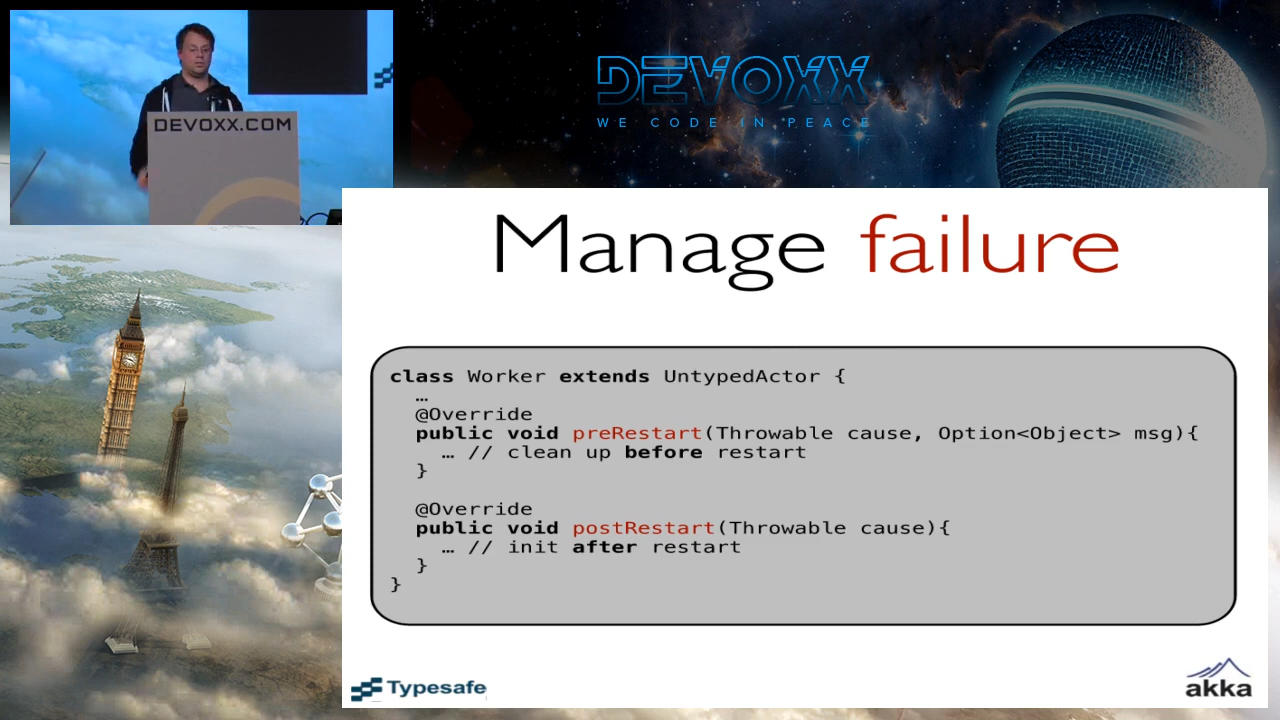 DEVOXX
WE CODE IN PEACE
DEVOXX.COM
Manage failure
class Worker extends UntypedActor {
…
@Override
public void preRestart(Throwable cause, Option<Object> msg){
… // clean up before restart
}
@Override
public void postRestart(Throwable cause){
… // init after restart
}
}
Typesafe
akka